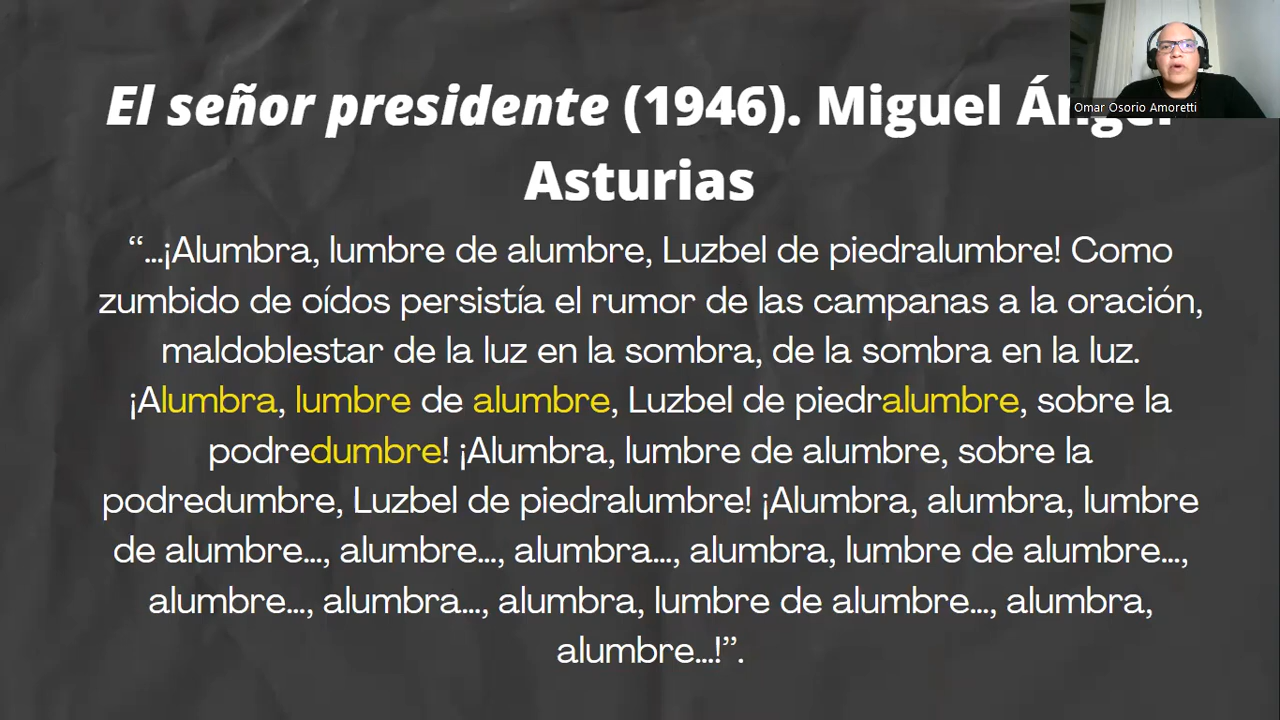 El señor presidente (1946). Miguel Ángel
Asturias
Omar Osorio Amoretti
“...¡Alumbra, lumbre de alumbre, Luzbel de piedralumbre! Como
zumbido de oídos persistía el rumor de las campanas a la oración,
maldoblestar de la luz en la sombra, de la sombra en la luz.
¡Alumbra, lumbre de alumbre, Luzbel de piedralumbre, sobre la
podredumbre! ¡Alumbra, lumbre de alumbre, sobre la
podredumbre, Luzbel de piedralumbre! ¡Alumbra, alumbra, lumbre
de alumbre..., alumbre..., alumbra..., alumbra, lumbre de alumbre...,
alumbre..., alumbra..., alumbra, lumbre de alumbre..., alumbra,
alumbre...!”.